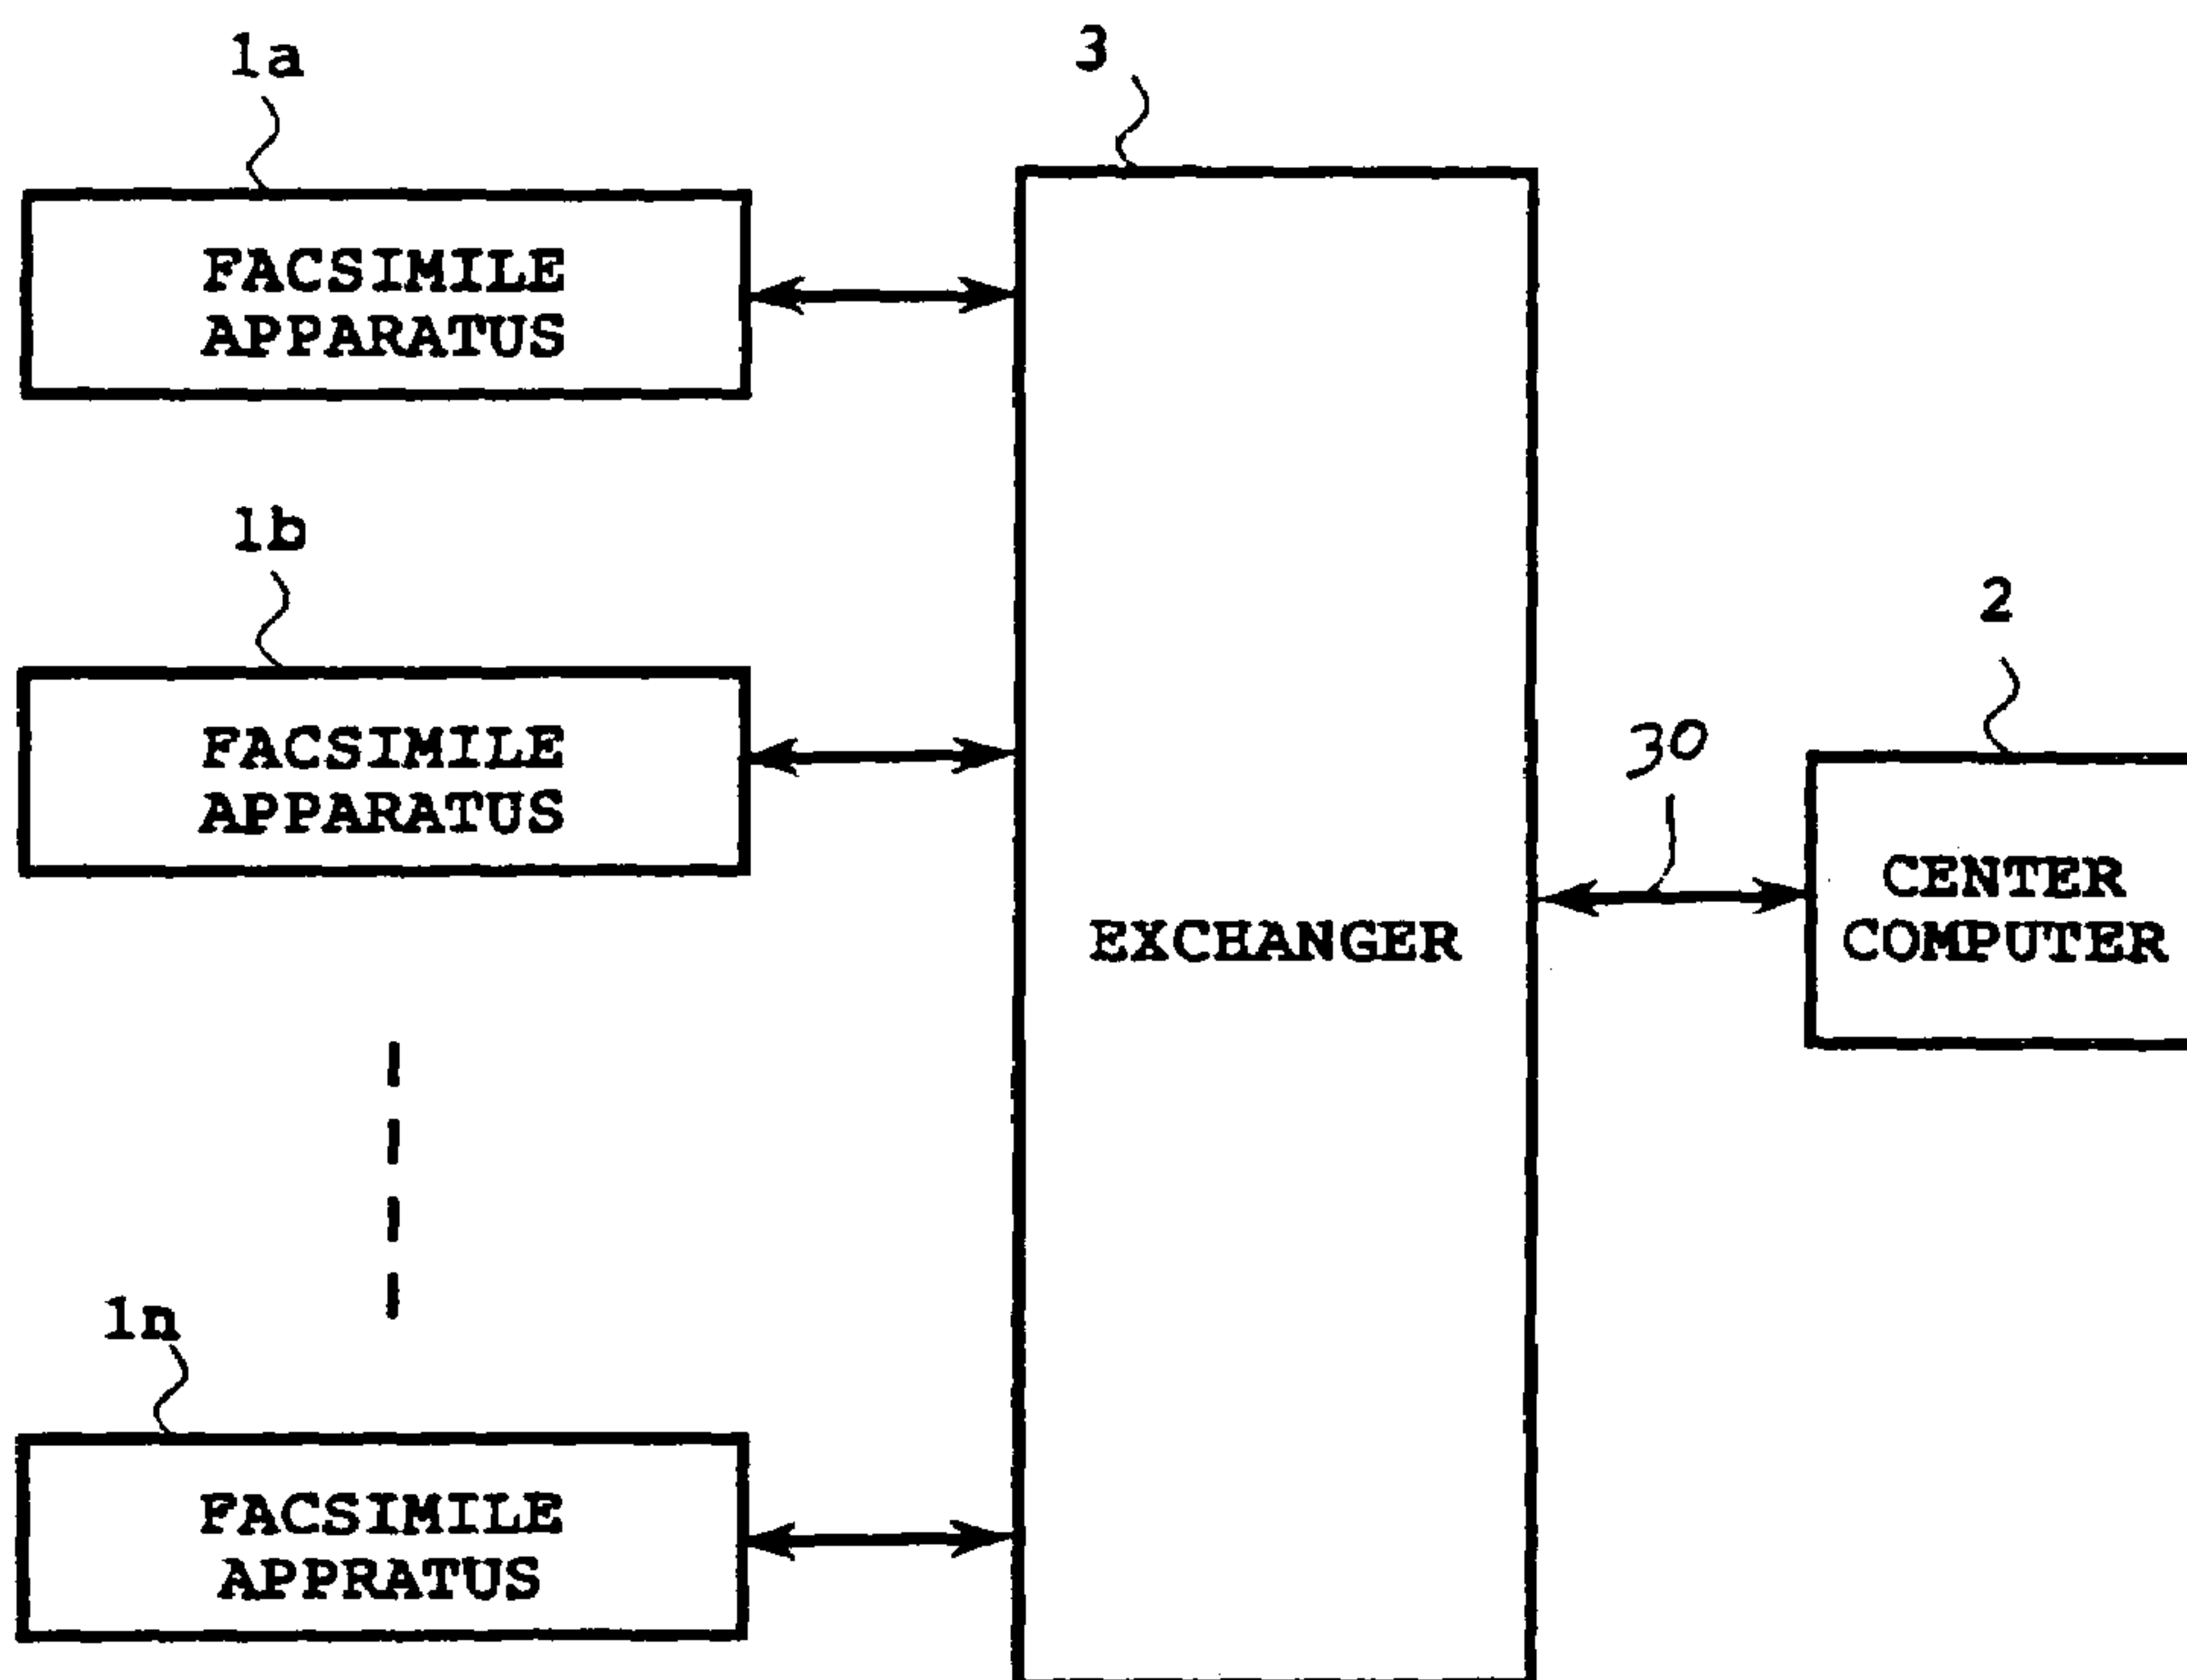 1a
FACSIMILE
APPARATUS
3
1b
FACSIMILE
APPARATUS
EXCHANGER
30
2
CENTER
COMPUTER
1n
FACSIMILE
APPRATUS